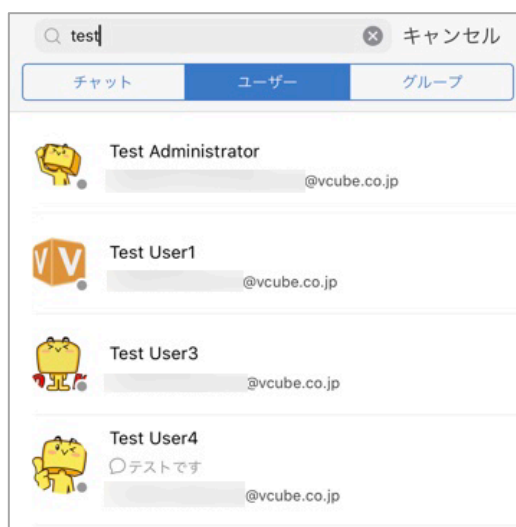 test
キャンセル
チャット
ユーザー
グループ
Test Administrator
@vcube.co.jp
V V
Test User1
@vcube.co.jp
Test User3
@vcube.co.jp
Test User4
テストです
@vcube.co.jp